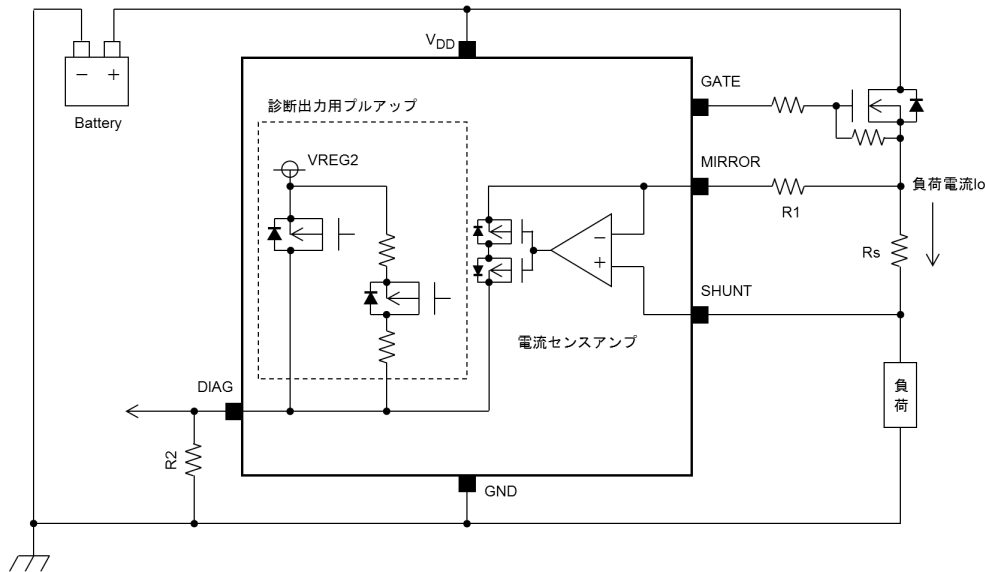 VDD
GATE
− +
診断出力用プルアップ
Battery
VREG2
MIRROR
負荷電流Io
R1
−
Rs
+
SHUNT
電流センスアンプ
DIAG
負荷
R2
GND